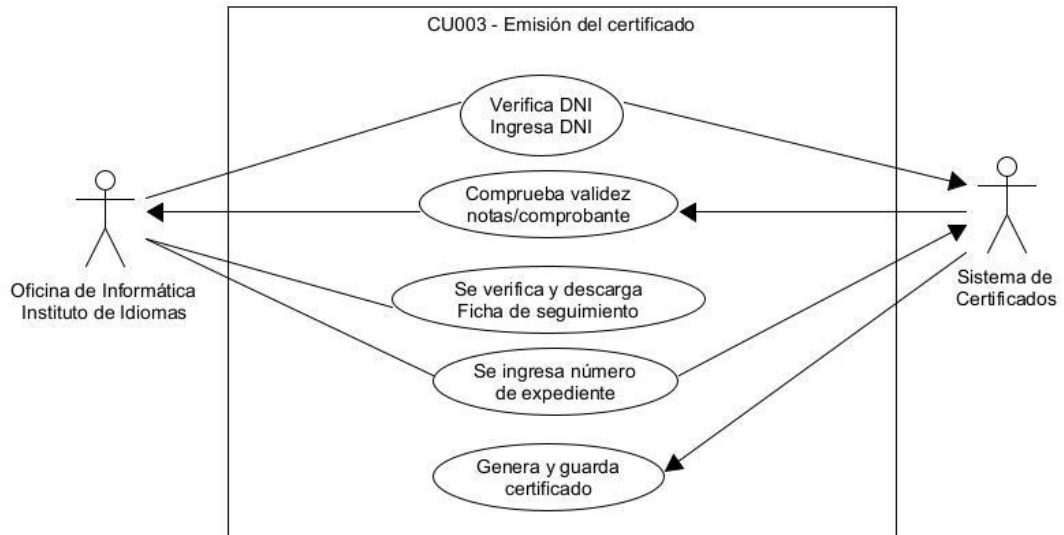 CU003 - Emisión del certificado
Verifica DNI
Ingresa DNI
Comprueba validez
notas/comprobante
Oficina de Informática
Instituto de Idiomas
Sistema de
Certificados
Se verifica y descarga
Ficha de seguimiento
Se ingresa número
de expediente
Genera y guarda
certificado